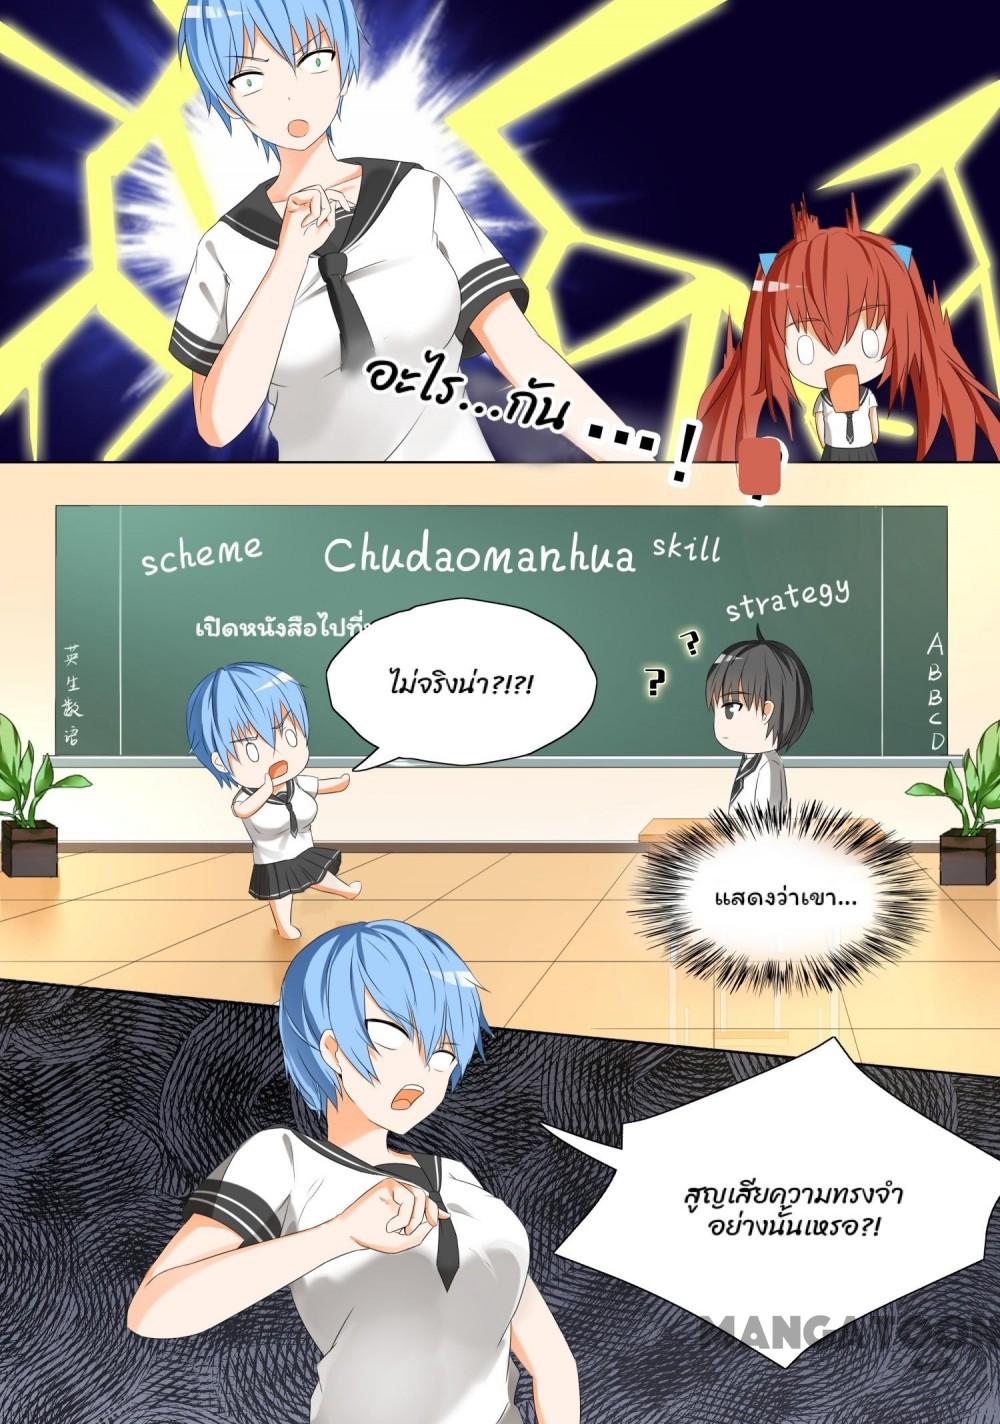 อะไร...กัน...!
scheme
Chudaomanhua
skill
strategy
เปิดหนังสือไปที่
ไม่จริงน่า?!?!
?
?
英
生
数
语
A
B
B
C
D
แสดงว่าเขา...
สูญเสียความทรงจำ
อย่างนั้นเหรอ?!
MANGATOON